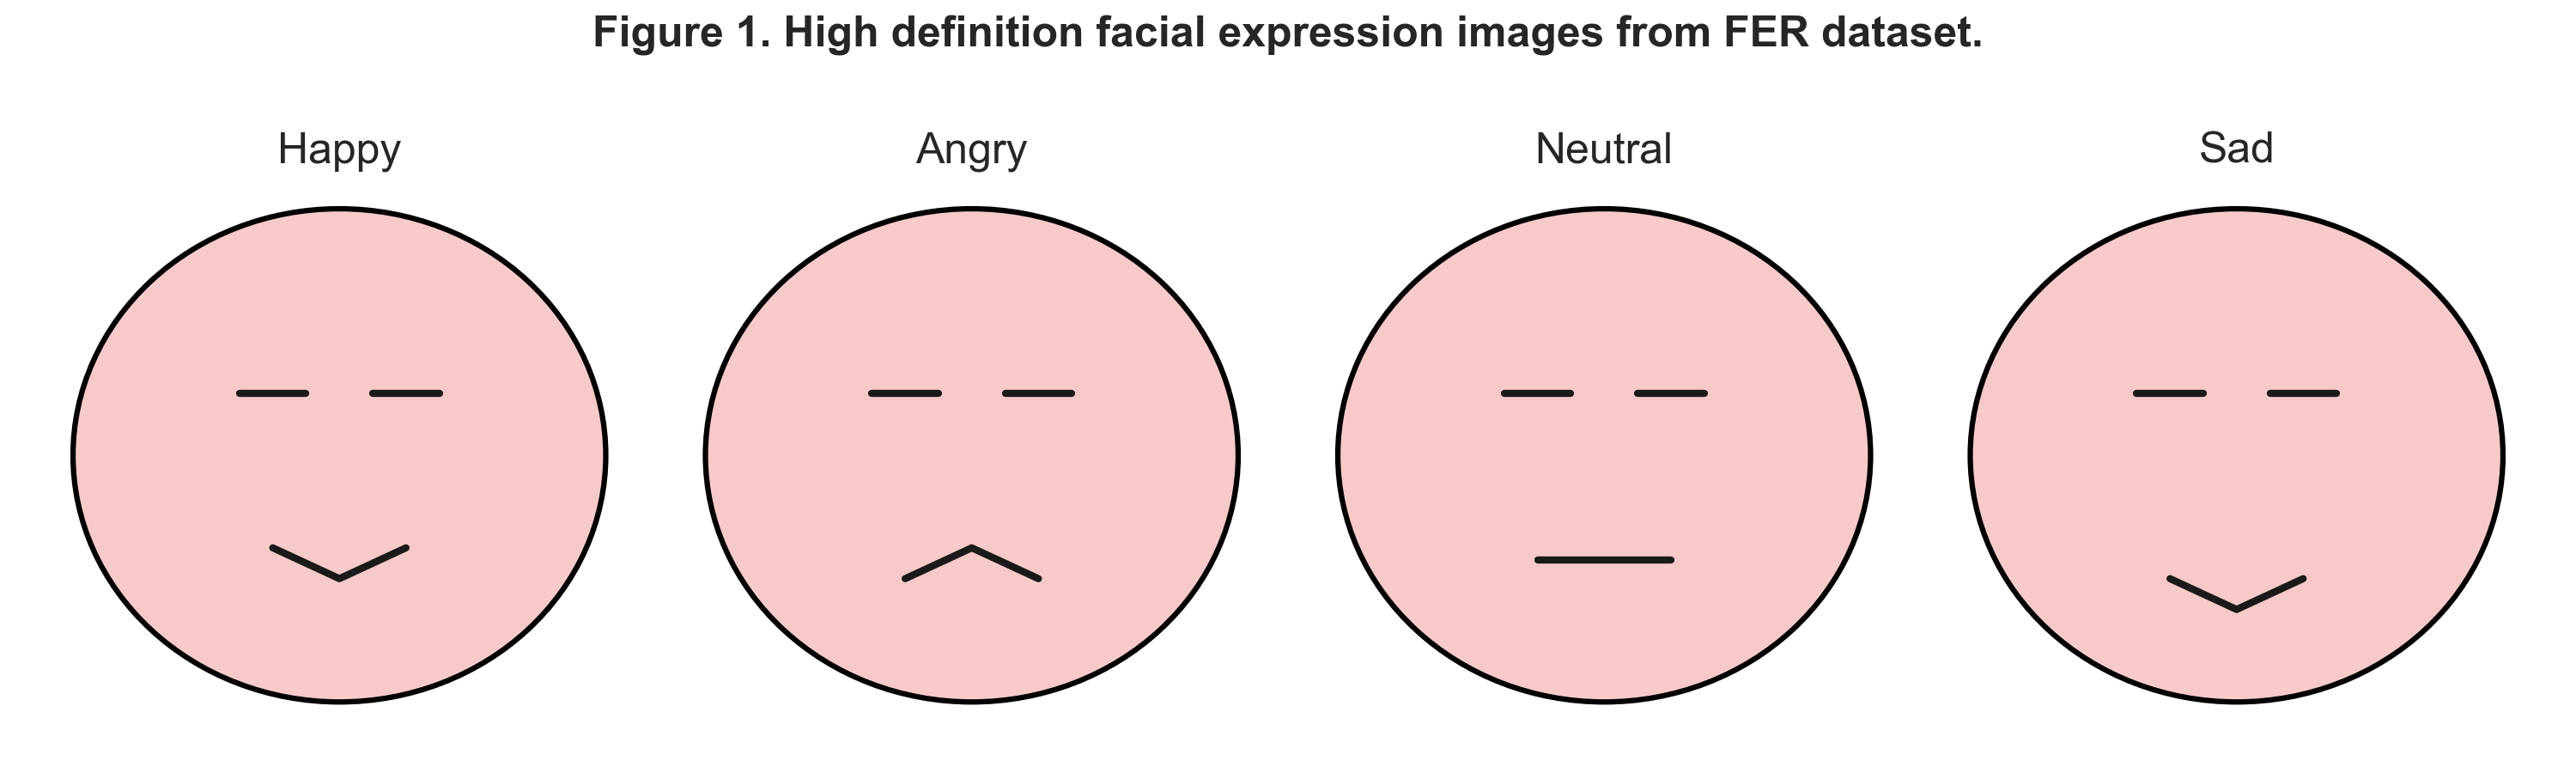 Figure 1. High definition facial expression images from FER dataset.
Happy
Angry
Neutral
Sad